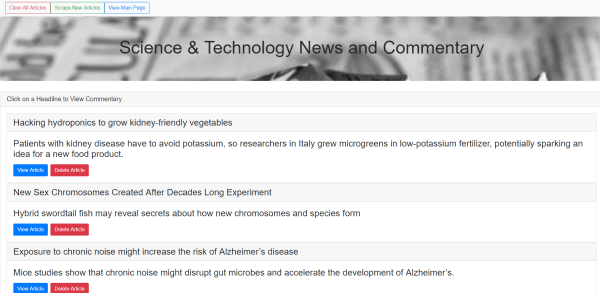 Clear All Articles Scrape New Articles View Main Page
Science & Technology News and Commentary
Click on a Headline to View Commentary
Hacking hydroponics to grow kidney-friendly vegetables
Patients with kidney disease have to avoid potassium, so researchers in Italy grew microgreens in low-potassium fertilizer, potentially sparking an
idea for a new food product.
View Article Delete Article
New Sex Chromosomes Created After Decades Long Experiment
Hybrid swordtail fish may reveal secrets about how new chromosomes and species form
View Article Delete Article
Exposure to chronic noise might increase the risk of Alzheimer’s disease
Mice studies show that chronic noise might disrupt gut microbes and accelerate the development of Alzheimer’s.
View Article Delete Article